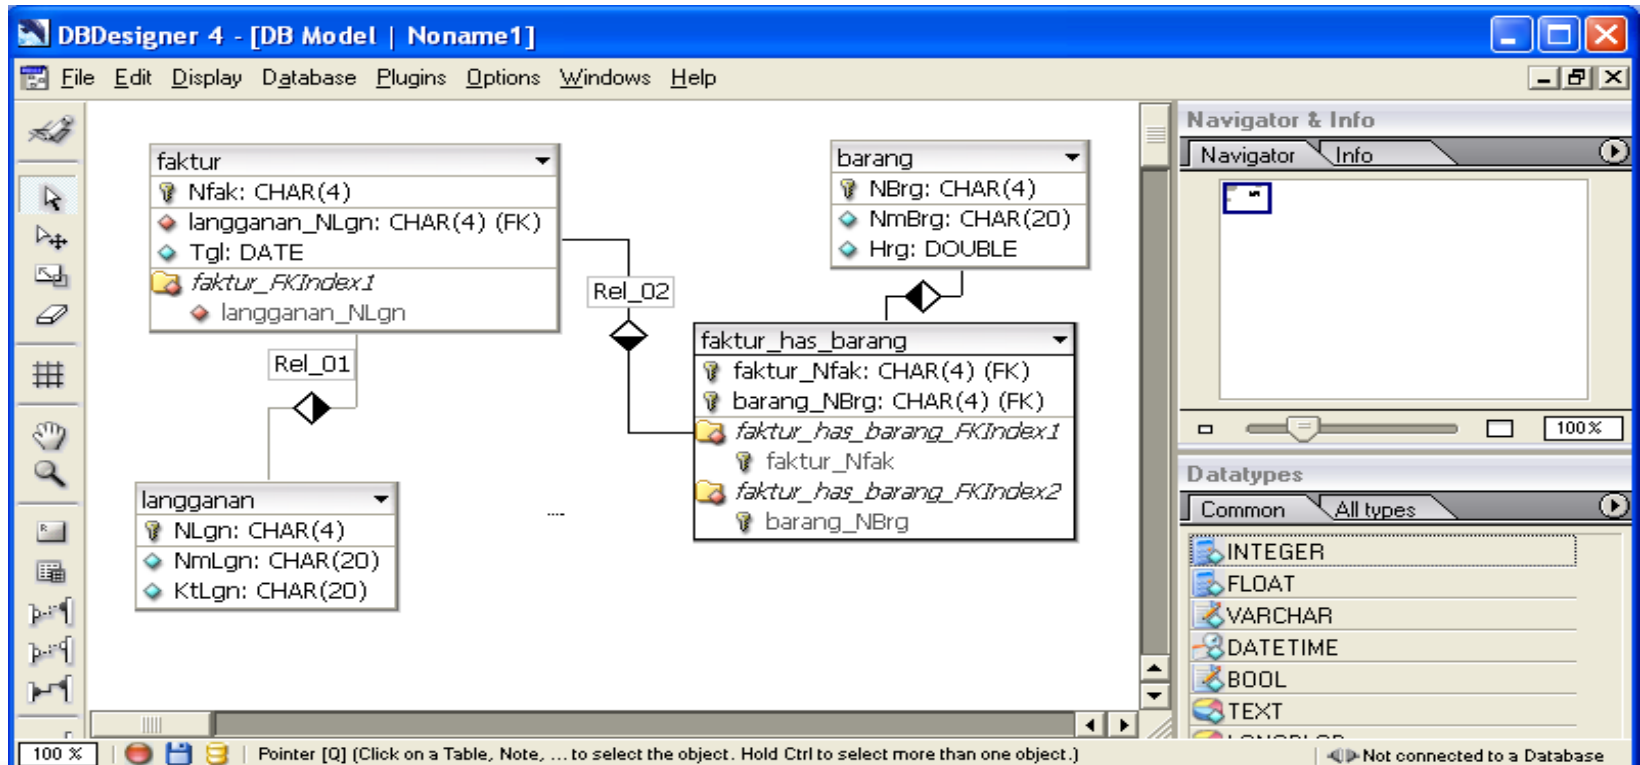 DBDesigner 4 - [DB Model | Noname1]
File Edit Display Database Plugins Options Windows Help
faktur
Nfak: CHAR(4)
langganan_NLgn: CHAR(4) (FK)
Tgl: DATE
faktur_FKIndex1
langganan_NLgn
Rel_01
langganan
NLgn: CHAR(4)
NmLgn: CHAR(20)
KtLgn: CHAR(20)
Rel_02
barang
NBrg: CHAR(4)
NmBrg: CHAR(20)
Hrg: DOUBLE
faktur_has_barang
faktur_Nfak: CHAR(4) (FK)
barang_NBrg: CHAR(4) (FK)
faktur_has_barang_FKIndex1
faktur_Nfak
faktur_has_barang_FKIndex2
barang_NBrg
Navigator & Info
Navigator Info
100%
Datatypes
Common All types
INTEGER
FLOAT
VARCHAR
DATETIME
BOOL
TEXT
100 % Pointer [Q] (Click on a Table, Note, ... to select the object. Hold Ctrl to select more than one object.) Not connected to a Database